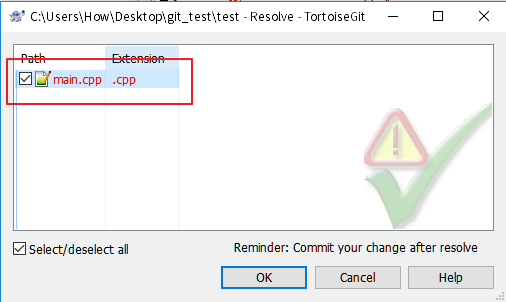 C:\Users\How\Desktop\git_test\test - Resolve - TortoiseGit
Path Extension
main.cpp .cpp
Select/deselect all
Reminder: Commit your change after resolve
OK Cancel Help